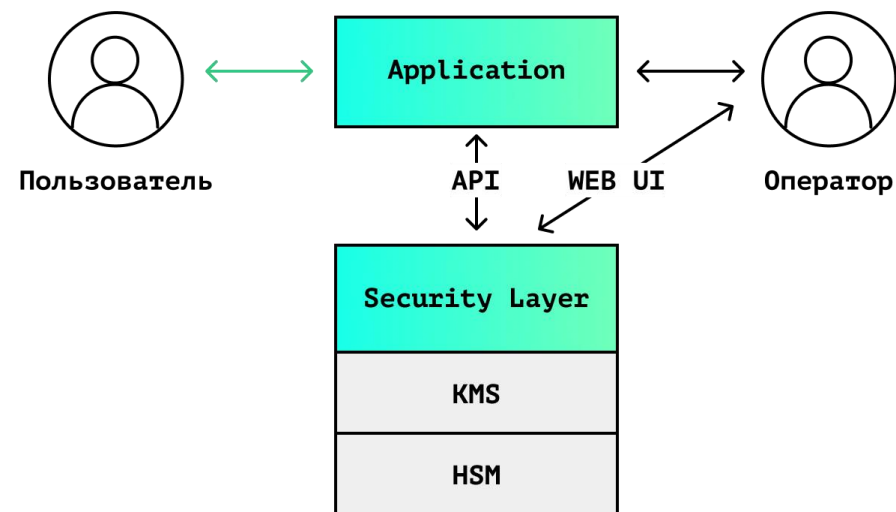 Application
Пользователь
API
WEB UI
Оператор
Security Layer
KMS
HSM